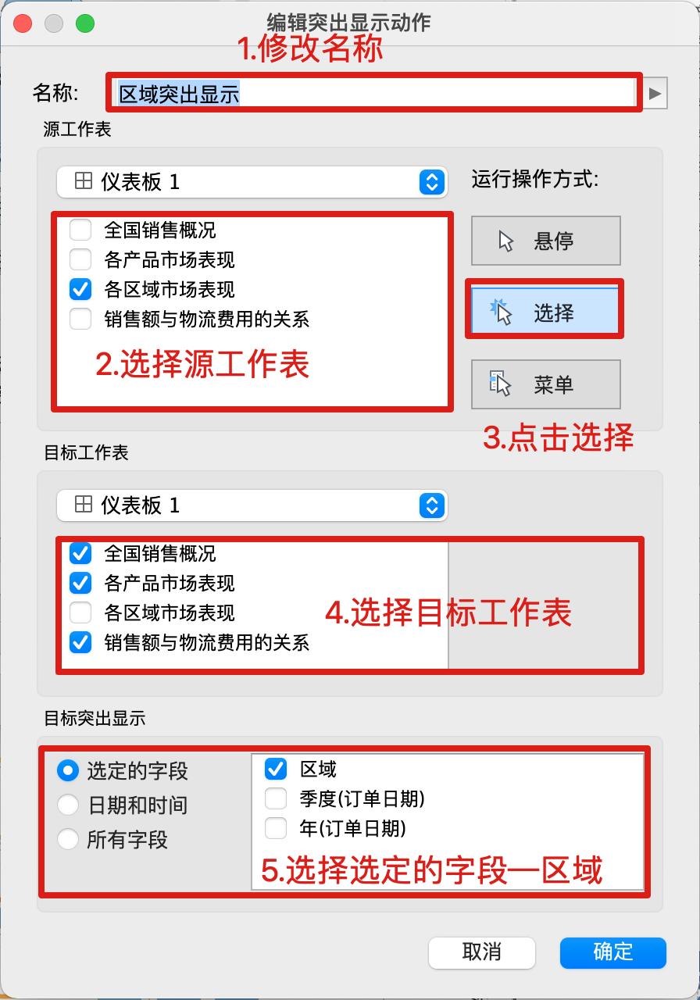 编辑突出显示动作
1.修改名称
名称: 区域突出显示
源工作表
仪表板 1
运行操作方式:
全国销售概况
各产品市场表现
各区域市场表现
销售额与物流费用的关系
2.选择源工作表
悬停
选择
菜单
3.点击选择
目标工作表
仪表板 1
全国销售概况
各产品市场表现
各区域市场表现
销售额与物流费用的关系
4.选择目标工作表
目标突出显示
选定的字段
日期和时间
所有字段
区域
季度(订单日期)
年(订单日期)
5.选择选定的字段—区域
取消
确定